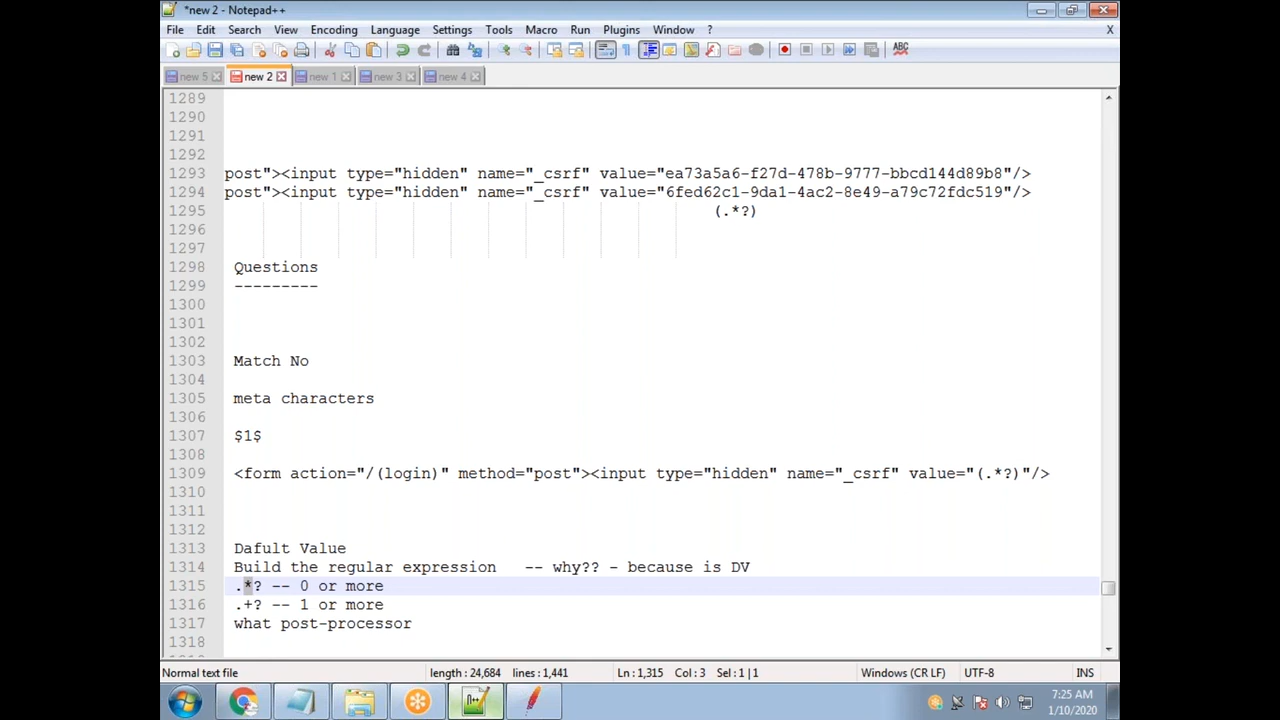 *new 2 - Notepad++
File Edit Search View Encoding Language Settings Tools Macro Run Plugins Window ? X
ABC
new 5 new 2 new 1 new 3 new 4
1289
1290
1291
1292
1293 post"><input type="hidden" name="_csrf" value="ea73a5a6-f27d-478b-9777-bbcd144d89b8"/>
1294 post"><input type="hidden" name="_csrf" value="6fed62c1-9da1-4ac2-8e49-a79c72fdc519"/>
1295 (.*?)
1296
1297
1298 Questions
1299 ---------
1300
1301
1302
1303 Match No
1304
1305 meta characters
1306
1307 $1$
1308
1309 <form action="/(login)" method="post"><input type="hidden" name="_csrf" value="(.*?)"/>
1310
1311
1312
1313 Dafult Value
1314 Build the regular expression -- why?? - because is DV
1315 .*? -- 0 or more
1316 .+? -- 1 or more
1317 what post-processor
1318
Normal text file length : 24,684 lines : 1,441 Ln : 1,315 Col : 3 Sel : 1 | 1 Windows (CR LF) UTF-8 INS
7:25 AM
1/10/2020